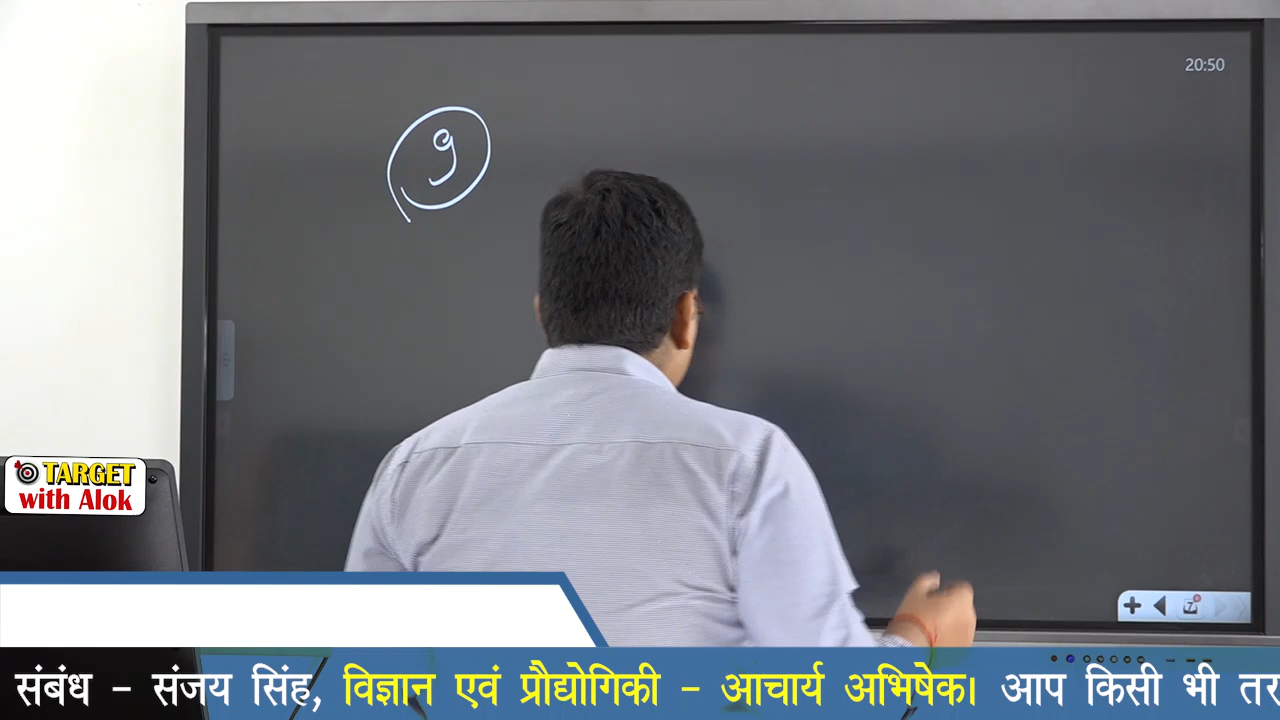 20:50
9
TARGET
with Alok
संबंध - संजय सिंह, विज्ञान एवं प्रौद्योगिकी - आचार्य अभिषेक। आप किसी भी तर